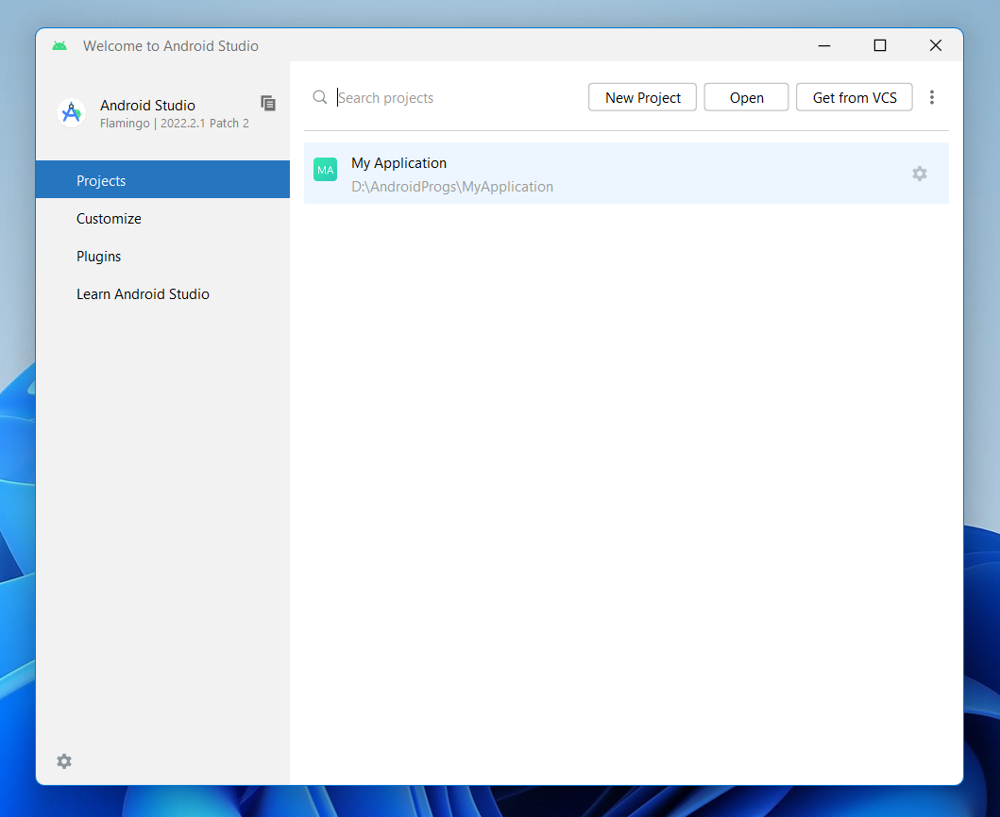 Welcome to Android Studio
Android Studio
Flamingo | 2022.2.1 Patch 2
Projects
Customize
Plugins
Learn Android Studio
Search projects
New Project
Open
Get from VCS
MA
My Application
D:\AndroidProgs\MyApplication